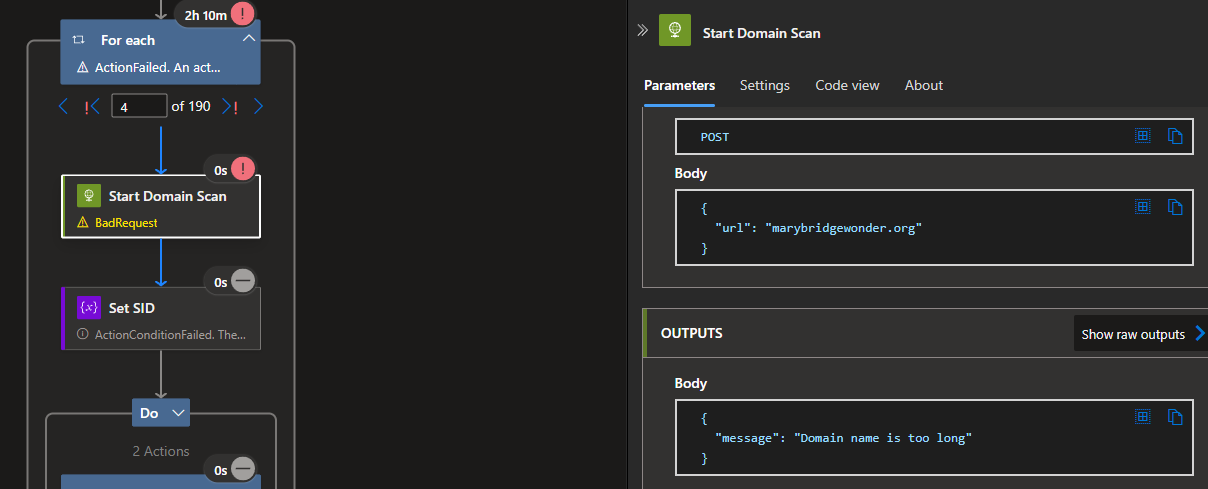 2h 10m !
For each
ActionFailed. An act...
! 4 of 190 !
0s !
Start Domain Scan
BadRequest
0s
Set SID
ActionConditionFailed. The...
Do
2 Actions
0s
Start Domain Scan
Parameters Settings Code view About
POST
Body
{
"url": "marybridgewonder.org"
}
OUTPUTS
Show raw outputs
Body
{
"message": "Domain name is too long"
}